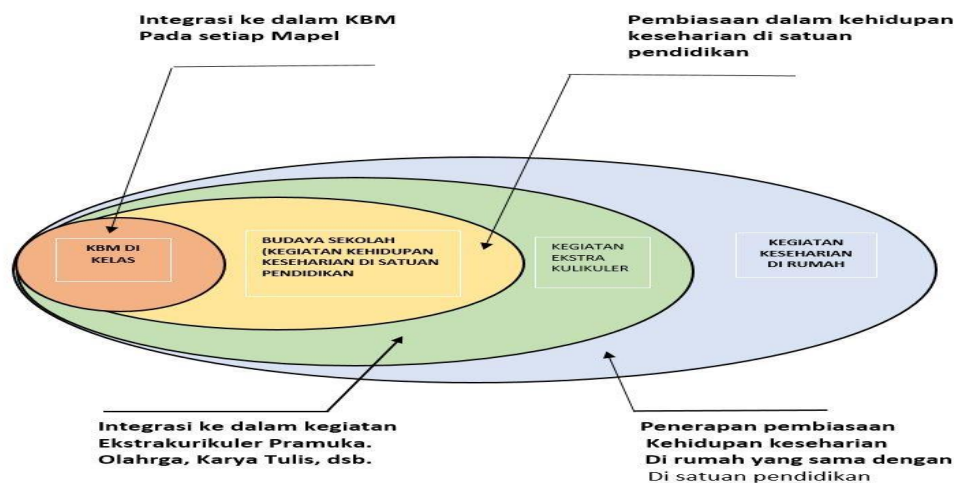 Integrasi ke dalam KBM
Pada setiap Mapel
Pembiasaan dalam kehidupan
keseharian di satuan
pendidikan
KBM DI
KELAS
BUDAYA SEKOLAH
(KEGIATAN KEHIDUPAN
KESEHARIAN DI SATUAN
PENDIDIKAN
KEGIATAN
EKSTRA
KULIKULER
KEGIATAN
KESEHARIAN
DI RUMAH
Integrasi ke dalam kegiatan
Ekstrakurikuler Pramuka.
Olahrga, Karya Tulis, dsb.
Penerapan pembiasaan
Kehidupan keseharian
Di rumah yang sama dengan
Di satuan pendidikan